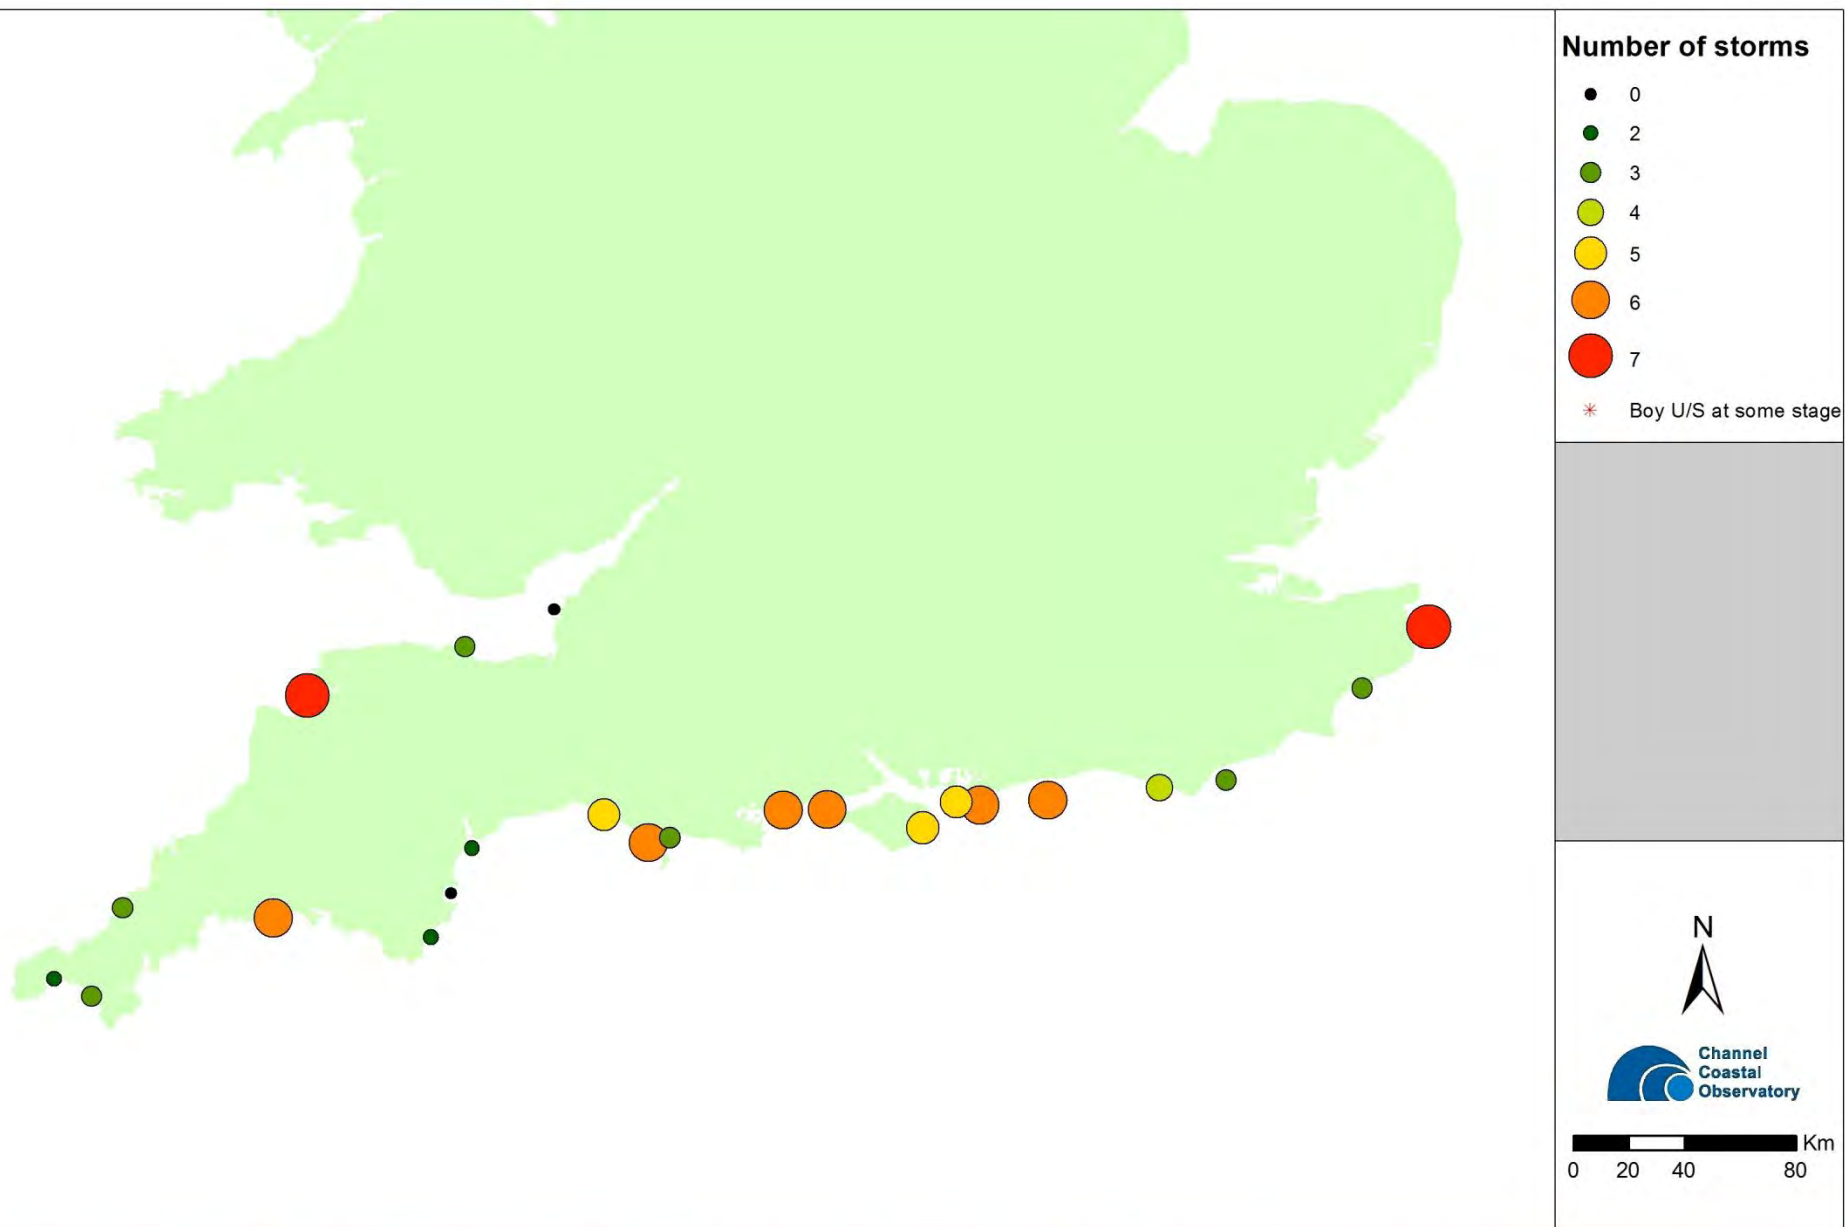 Number of storms
0
2
3
4
5
6
7
Boy U/S at some stage
N
Channel
Coastal
Observatory
Km
0 20 40 80